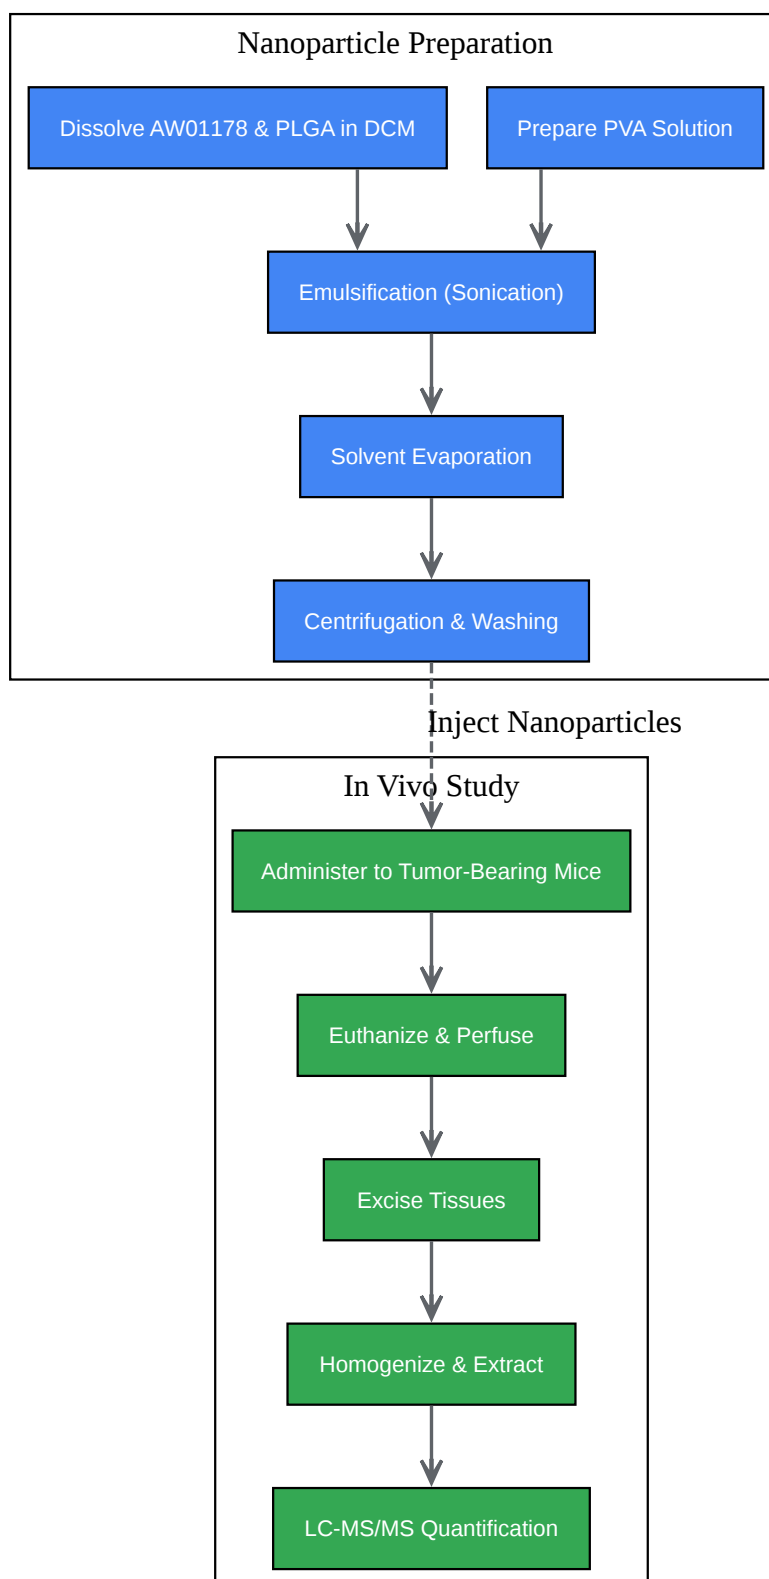 Nanoparticle Preparation
Dissolve AW01178 & PLGA in DCM
Prepare PVA Solution
Emulsification (Sonication)
Solvent Evaporation
Centrifugation & Washing
Inject Nanoparticles
In Vivo Study
Administer to Tumor-Bearing Mice
Euthanize & Perfuse
Excise Tissues
Homogenize & Extract
LC-MS/MS Quantification